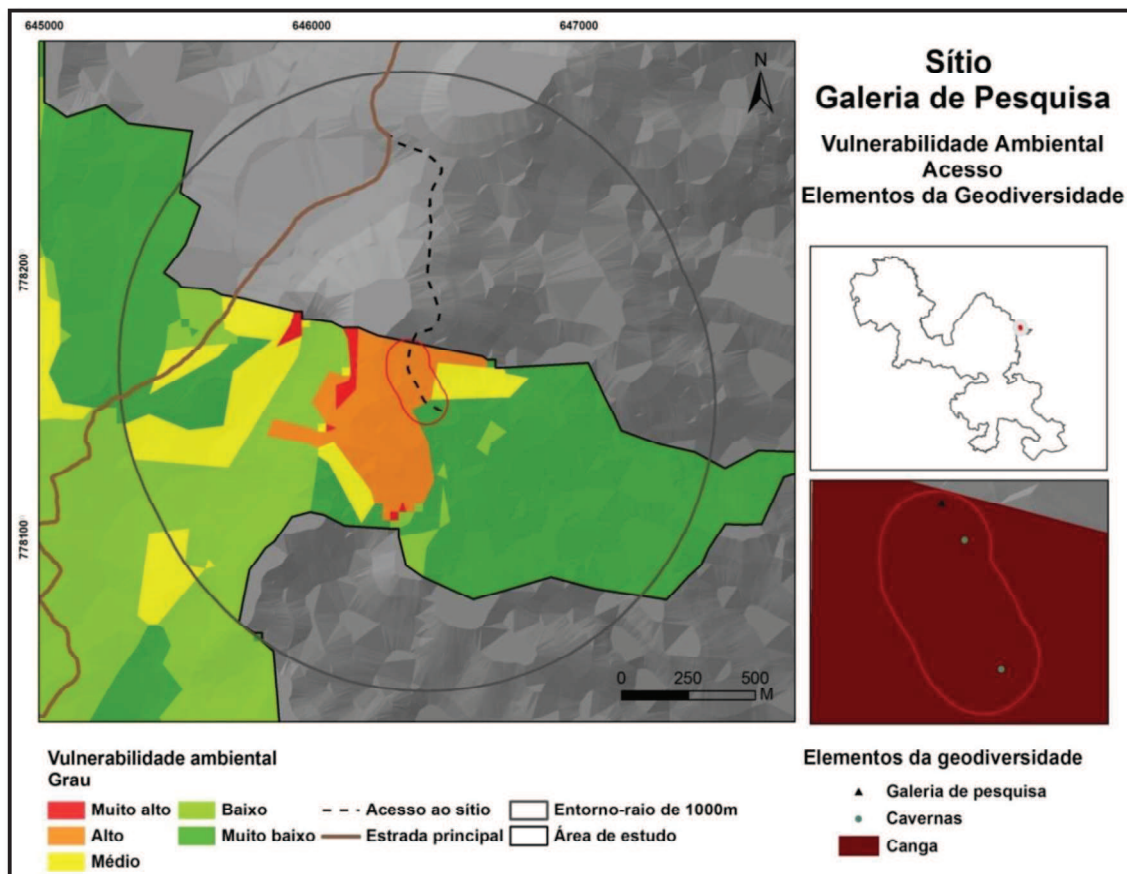 645000 646000 647000
778200
778100
N
0 250 500
M
Sítio
Galeria de Pesquisa
Vulnerabilidade Ambiental
Acesso
Elementos da Geodiversidade
Vulnerabilidade ambiental
Grau
Muito alto
Alto
Médio
Baixo
Muito baixo
Acesso ao sítio
Estrada principal
Entorno-raio de 1000m
Área de estudo
Elementos da geodiversidade
Galeria de pesquisa
Cavernas
Canga